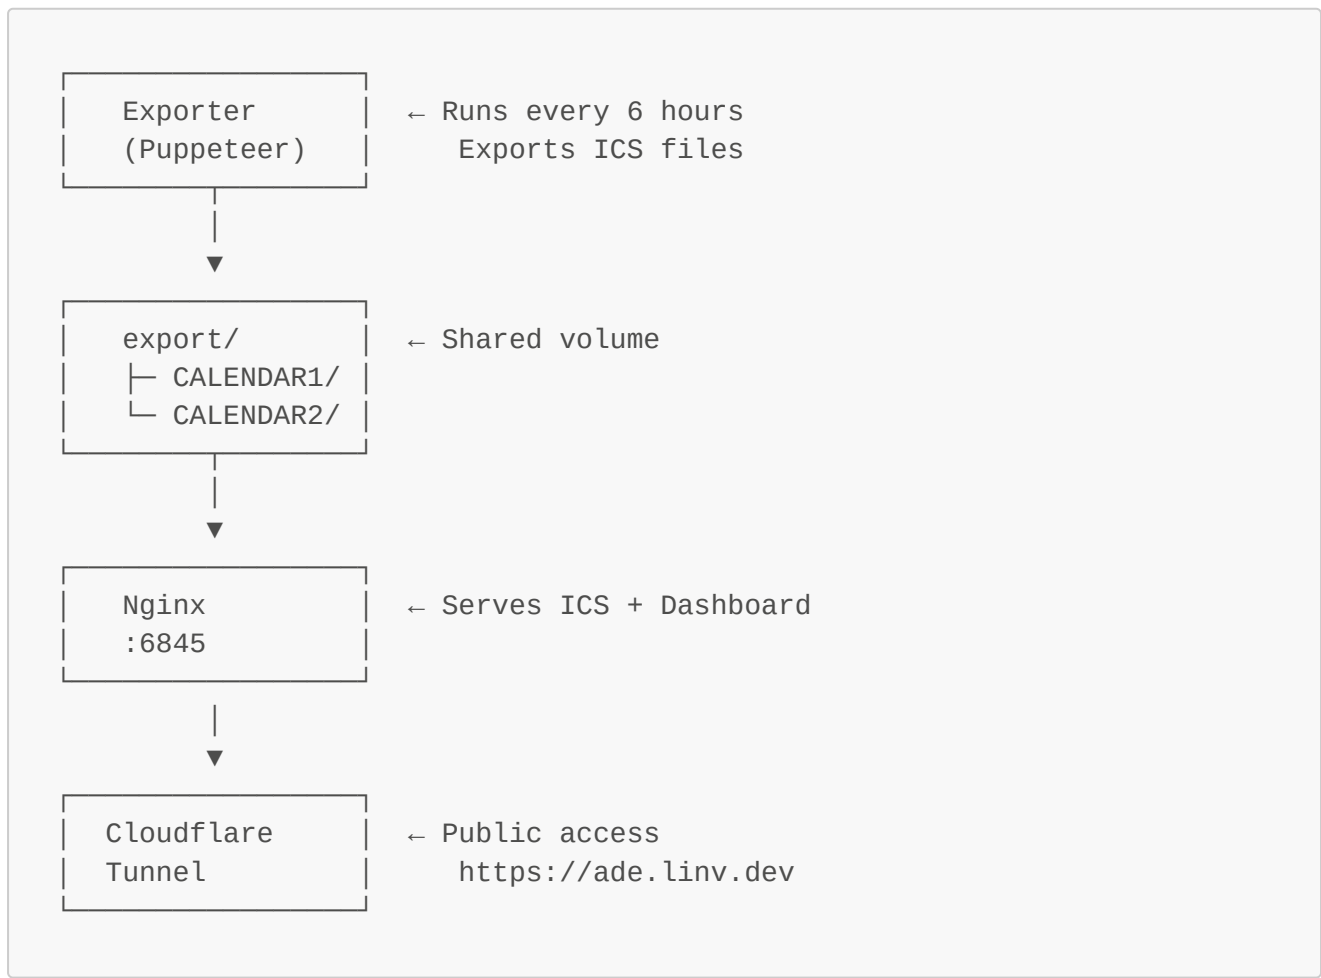 Exporter ← Runs every 6 hours
(Puppeteer) Exports ICS files
export/ ← Shared volume
├─ CALENDAR1/
└─ CALENDAR2/
Nginx ← Serves ICS + Dashboard
:6845
Cloudflare ← Public access
Tunnel https://ade.linv.dev